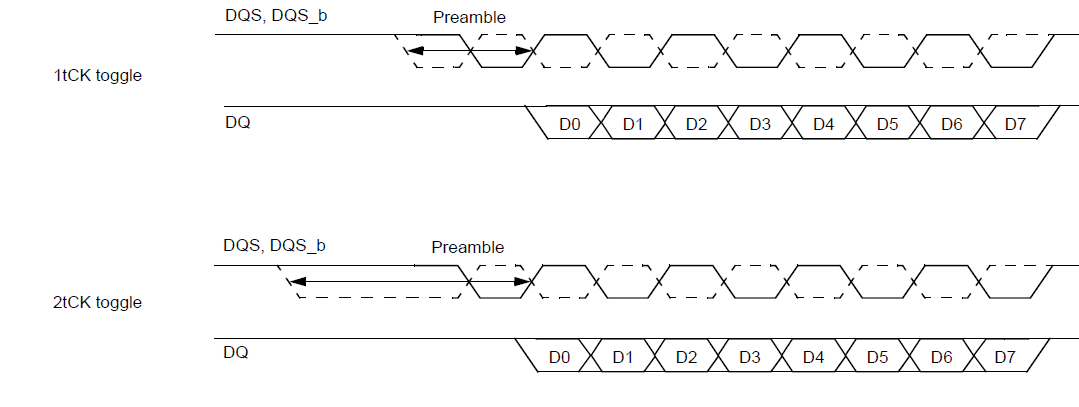 DQS, DQS_b
Preamble
1tCK toggle
DQ
D0 D1 D2 D3 D4 D5 D6 D7
DQS, DQS_b
Preamble
2tCK toggle
DQ
D0 D1 D2 D3 D4 D5 D6 D7